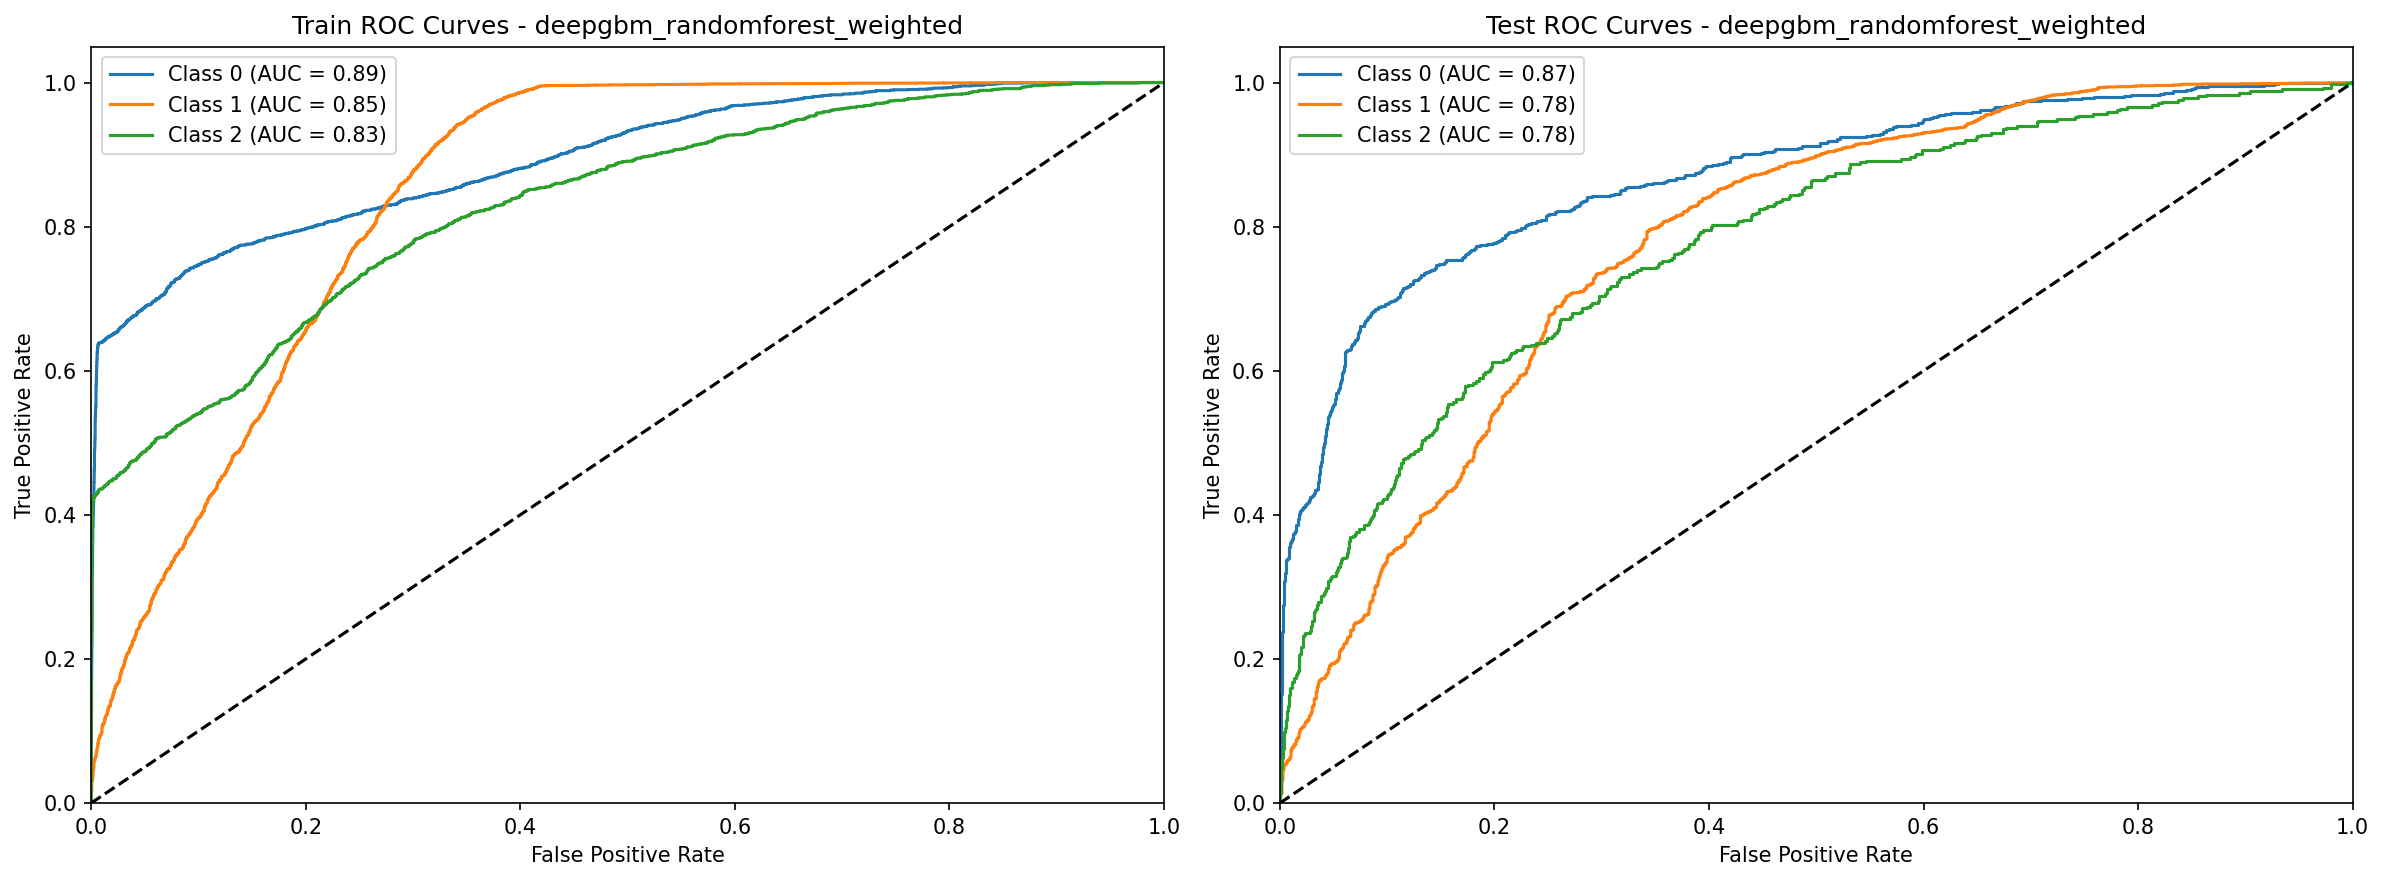 Train ROC Curves - deepgbm_randomforest_weighted
Class 0 (AUC = 0.89)
Class 1 (AUC = 0.85)
Class 2 (AUC = 0.83)
True Positive Rate
1.0
0.8
0.6
0.4
0.2
0.0
0.0 0.2 0.4 0.6 0.8 1.0
False Positive Rate
Test ROC Curves - deepgbm_randomforest_weighted
Class 0 (AUC = 0.87)
Class 1 (AUC = 0.78)
Class 2 (AUC = 0.78)
True Positive Rate
1.0
0.8
0.6
0.4
0.2
0.0
0.0 0.2 0.4 0.6 0.8 1.0
False Positive Rate